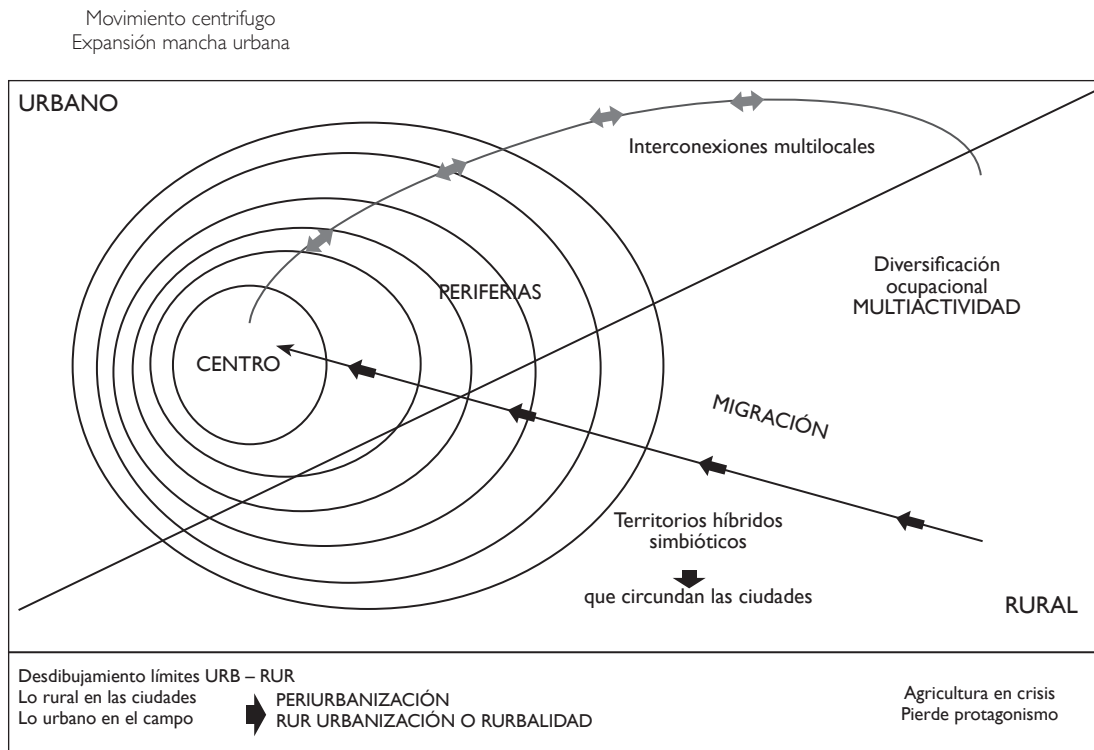 Movimiento centrifugo
Expansión mancha urbana
URBANO
Interconexiones multilocales
PERIFERIAS
Diversificación
ocupacional
MULTIACTIVIDAD
CENTRO
MIGRACIÓN
Territorios híbridos
simbióticos
que circundan las ciudades
RURAL
Desdibujamiento límites URB – RUR
Lo rural en las ciudades
Lo urbano en el campo
PERIURBANIZACIÓN
RUR URBANIZACIÓN O RURBALIDAD
Agricultura en crisis
Pierde protagonismo